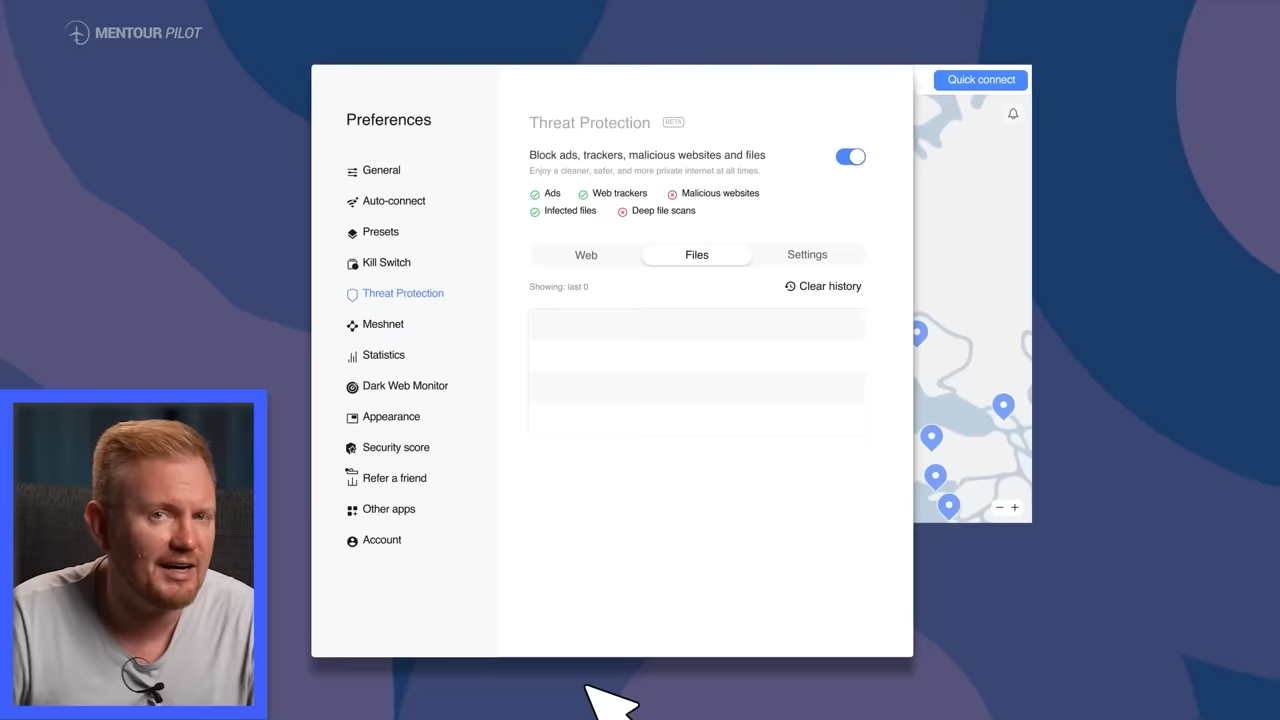 MENTOUR PILOT
Quick connect
Preferences
General
Auto-connect
Presets
Kill Switch
Threat Protection
Meshnet
Statistics
Dark Web Monitor
Appearance
Security score
Refer a friend
Other apps
Account
Threat Protection BETA
Block ads, trackers, malicious websites and files
Enjoy a cleaner, safer, and more private internet at all times.
Ads Web trackers Malicious websites
Infected files Deep file scans
Web Files Settings
Showing: last 0 Clear history